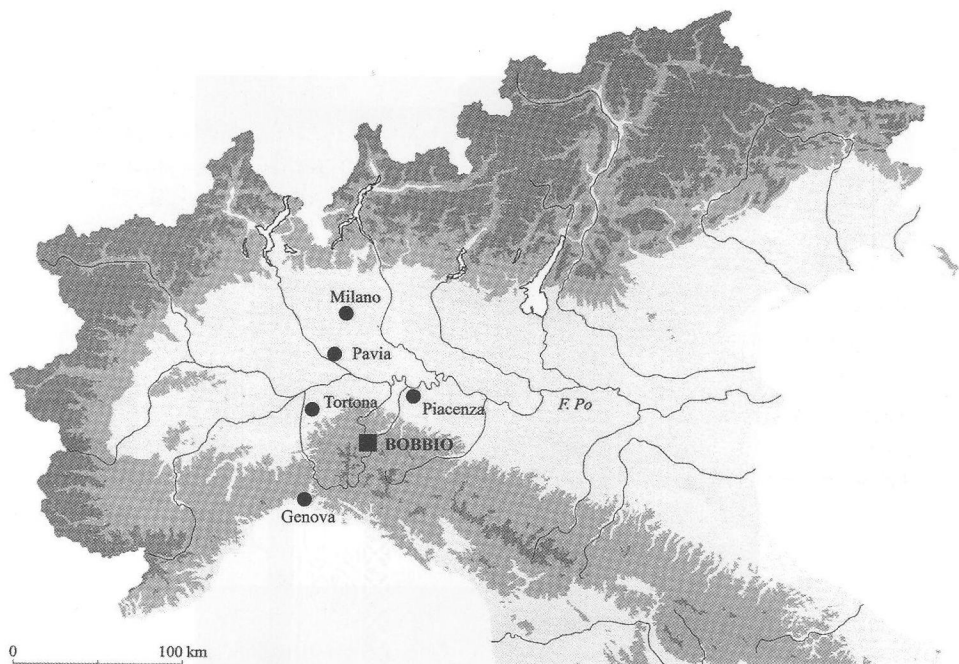 Milano
Pavia
Tortona
Piacenza
F. Po
BOBBIO
Genova
0 100 km